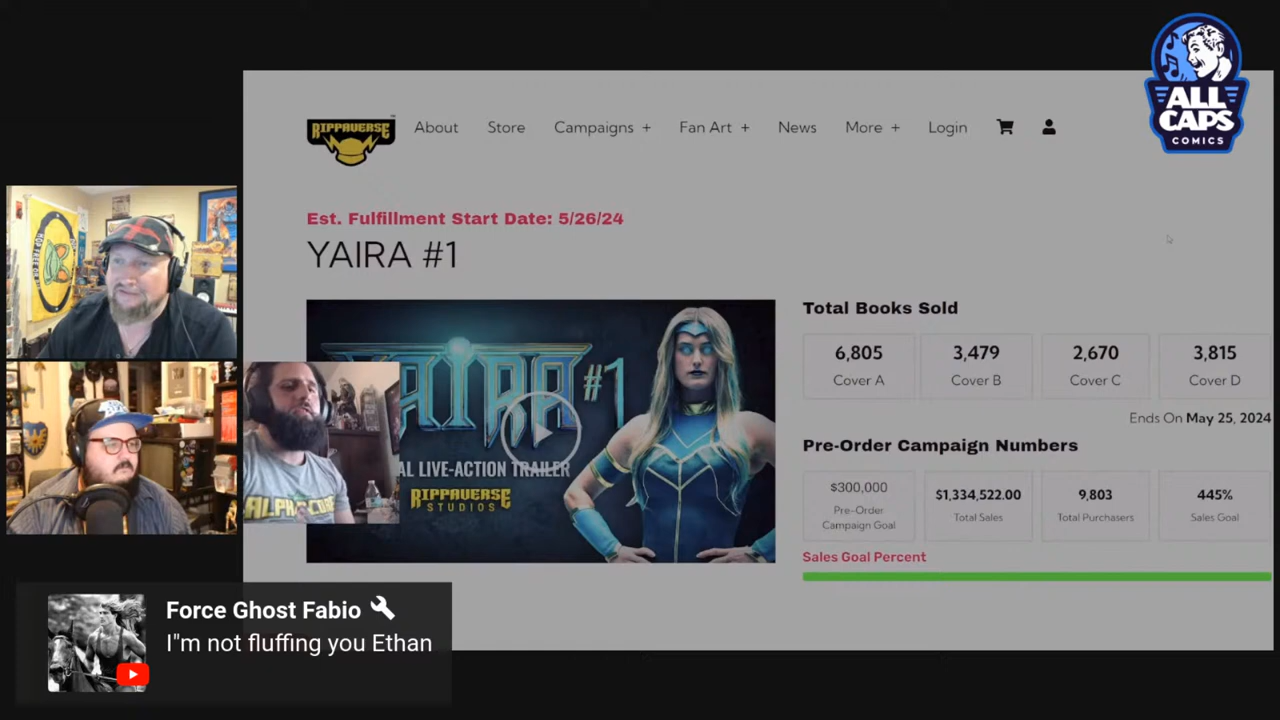 ALL
CAPS
COMICS
RIPPAVERSE
About
Store
Campaigns +
Fan Art +
News
More +
Login
Est. Fulfillment Start Date: 5/26/24
YAIRA #1
YAIRA #1
AL LIVE-ACTION TRAILER
RIPPAVERSE
STUDIOS
Total Books Sold
6,805
Cover A
3,479
Cover B
2,670
Cover C
3,815
Cover D
Ends On May 25, 2024
Pre-Order Campaign Numbers
$300,000
Pre-Order
Campaign Goal
$1,334,522.00
Total Sales
9,803
Total Purchasers
445%
Sales Goal
Sales Goal Percent
ALPHA CORE
Force Ghost Fabio
I"m not fluffing you Ethan